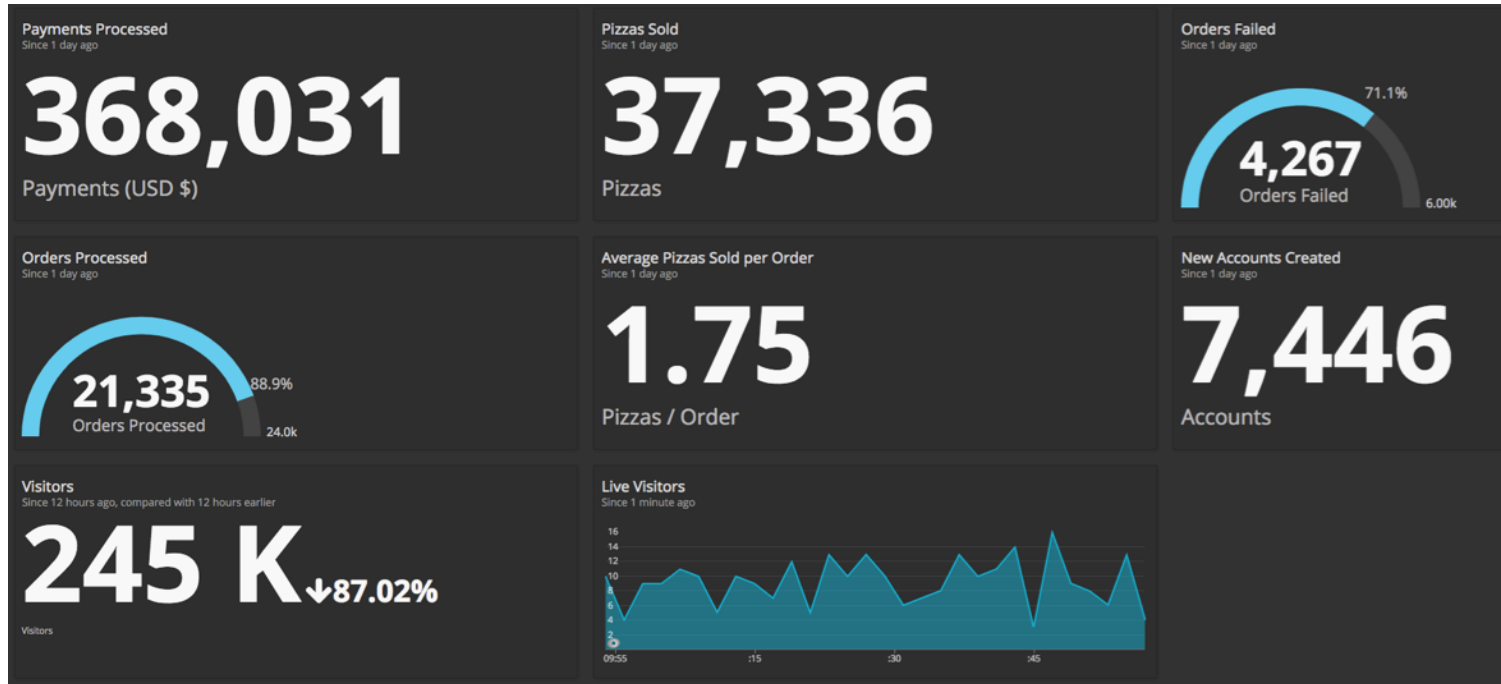 Payments Processed
Since 1 day ago
368,031
Payments (USD $)
Pizzas Sold
Since 1 day ago
37,336
Pizzas
Orders Failed
Since 1 day ago
71.1%
4,267
Orders Failed
6.00k
Orders Processed
Since 1 day ago
88.9%
21,335
Orders Processed
24.0k
Average Pizzas Sold per Order
Since 1 day ago
1.75
Pizzas / Order
New Accounts Created
Since 1 day ago
7,446
Accounts
Visitors
Since 12 hours ago, compared with 12 hours earlier
245 K ↓87.02%
Visitors
Live Visitors
Since 1 minute ago
16
14
12
10
8
6
4
2
09:55 :15 :30 :45